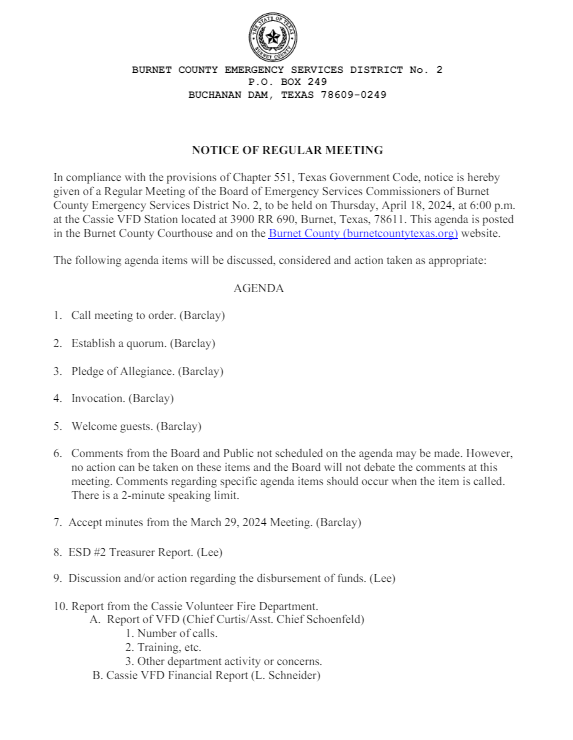 THE STATE OF TEXAS
BURNET COUNTY
BURNET COUNTY EMERGENCY SERVICES DISTRICT No. 2
P.O. BOX 249
BUCHANAN DAM, TEXAS 78609-0249
NOTICE OF REGULAR MEETING
In compliance with the provisions of Chapter 551, Texas Government Code, notice is hereby
given of a Regular Meeting of the Board of Emergency Services Commissioners of Burnet
County Emergency Services District No. 2, to be held on Thursday, April 18, 2024, at 6:00 p.m.
at the Cassie VFD Station located at 3900 RR 690, Burnet, Texas, 78611. This agenda is posted
in the Burnet County Courthouse and on the Burnet County (burnetcountytexas.org) website.
The following agenda items will be discussed, considered and action taken as appropriate:
AGENDA
1. Call meeting to order. (Barclay)
2. Establish a quorum. (Barclay)
3. Pledge of Allegiance. (Barclay)
4. Invocation. (Barclay)
5. Welcome guests. (Barclay)
6. Comments from the Board and Public not scheduled on the agenda may be made. However,
no action can be taken on these items and the Board will not debate the comments at this
meeting. Comments regarding specific agenda items should occur when the item is called.
There is a 2-minute speaking limit.
7. Accept minutes from the March 29, 2024 Meeting. (Barclay)
8. ESD #2 Treasurer Report. (Lee)
9. Discussion and/or action regarding the disbursement of funds. (Lee)
10. Report from the Cassie Volunteer Fire Department.
A. Report of VFD (Chief Curtis/Asst. Chief Schoenfeld)
1. Number of calls.
2. Training, etc.
3. Other department activity or concerns.
B. Cassie VFD Financial Report (L. Schneider)